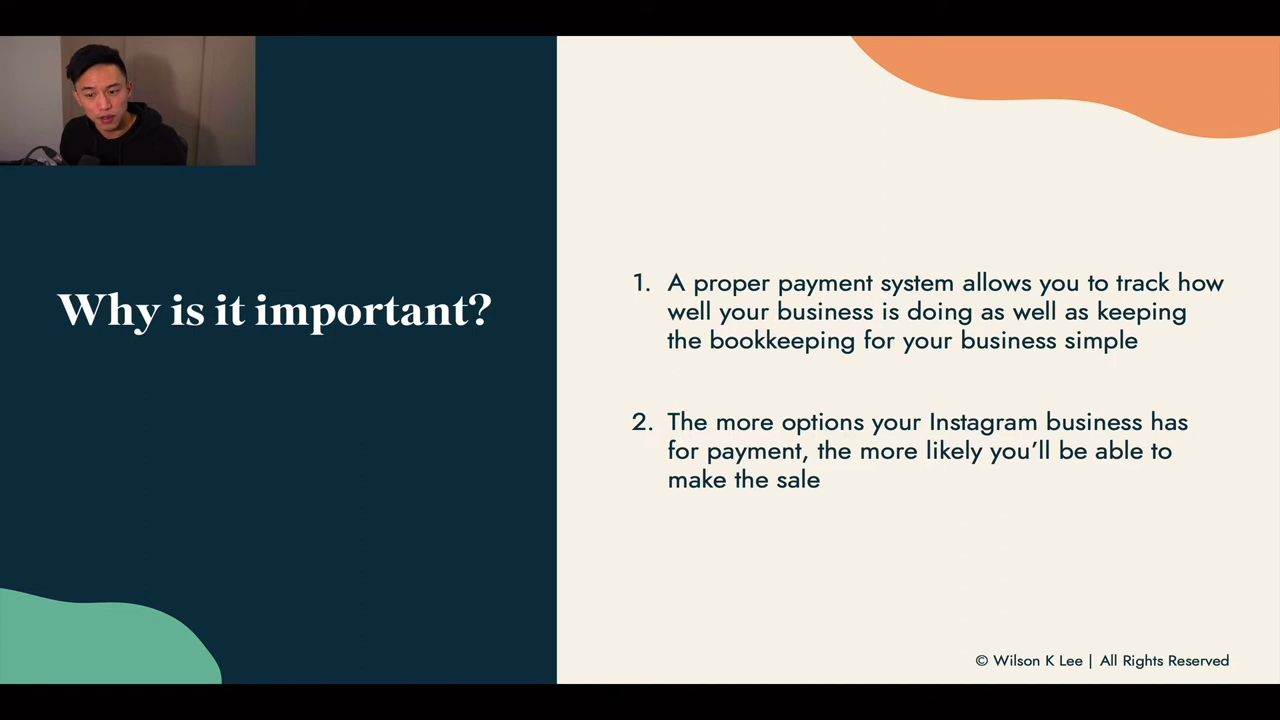 Why is it important?
1. A proper payment system allows you to track how
well your business is doing as well as keeping
the bookkeeping for your business simple
2. The more options your Instagram business has
for payment, the more likely you’ll be able to
make the sale
© Wilson K Lee | All Rights Reserved